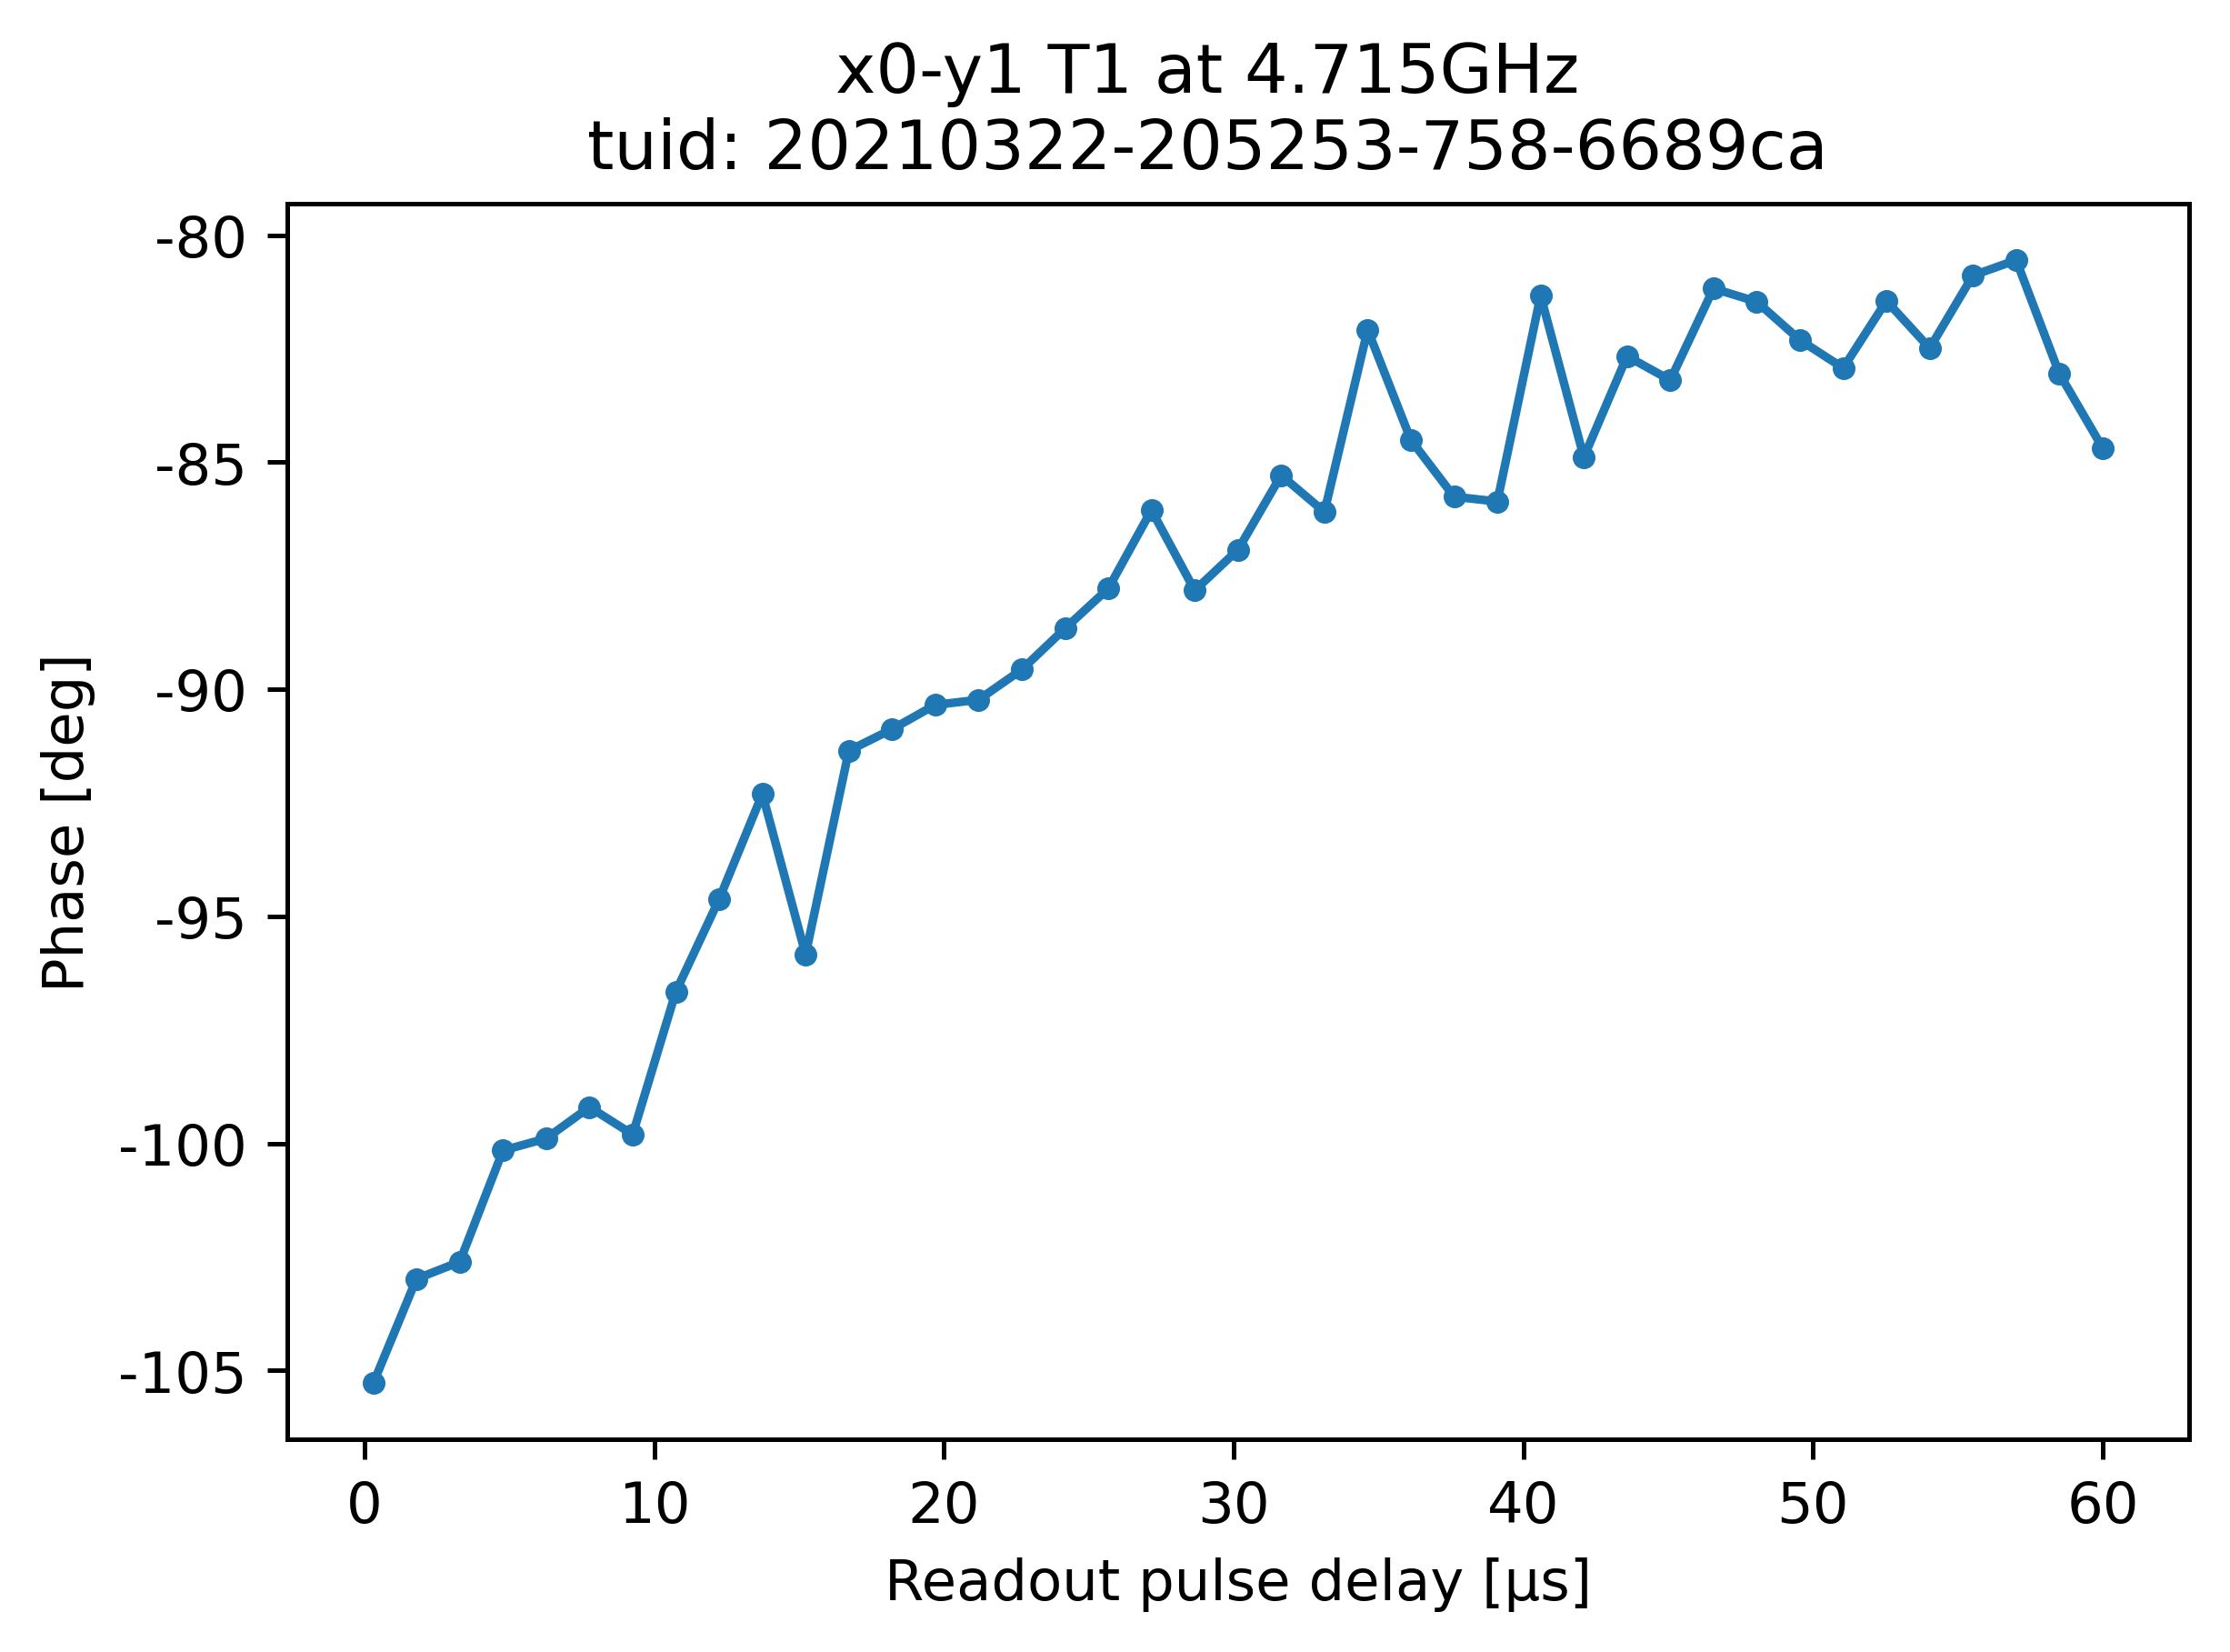 x0-y1 T1 at 4.715GHz
tuid: 20210322-205253-758-6689ca
-80
-85
-90
-95
-100
-105
Phase [deg]
0 10 20 30 40 50 60
Readout pulse delay [μs]